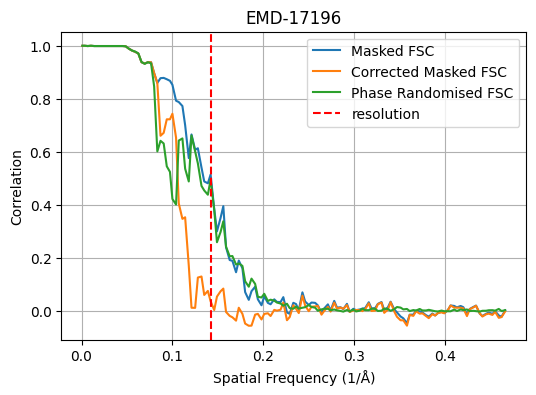 EMD-17196
Masked FSC
Corrected Masked FSC
Phase Randomised FSC
resolution
Correlation
1.0
0.8
0.6
0.4
0.2
0.0
0.0 0.1 0.2 0.3 0.4
Spatial Frequency (1/Å)